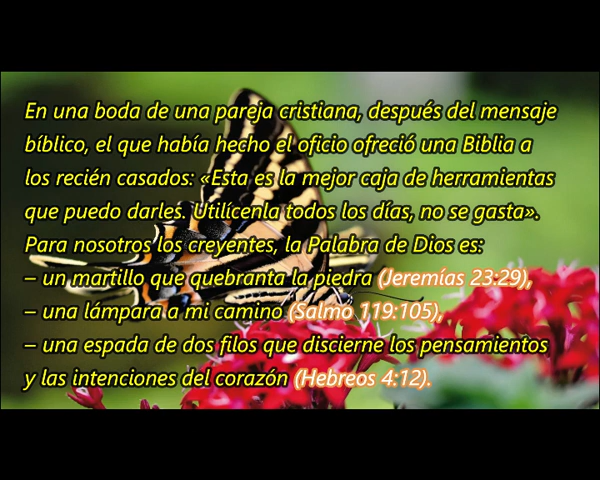 En una boda de una pareja cristiana, después del mensaje
bíblico, el que había hecho el oficio ofreció una Biblia a
los recién casados: «Esta es la mejor caja de herramientas
que puedo darles. Utilícenla todos los días, no se gasta».
Para nosotros los creyentes, la Palabra de Dios es:
– un martillo que quebranta la piedra (Jeremías 23:29),
– una lámpara a mi camino (Salmo 119:105),
– una espada de dos filos que discierne los pensamientos
y las intenciones del corazón (Hebreos 4:12).